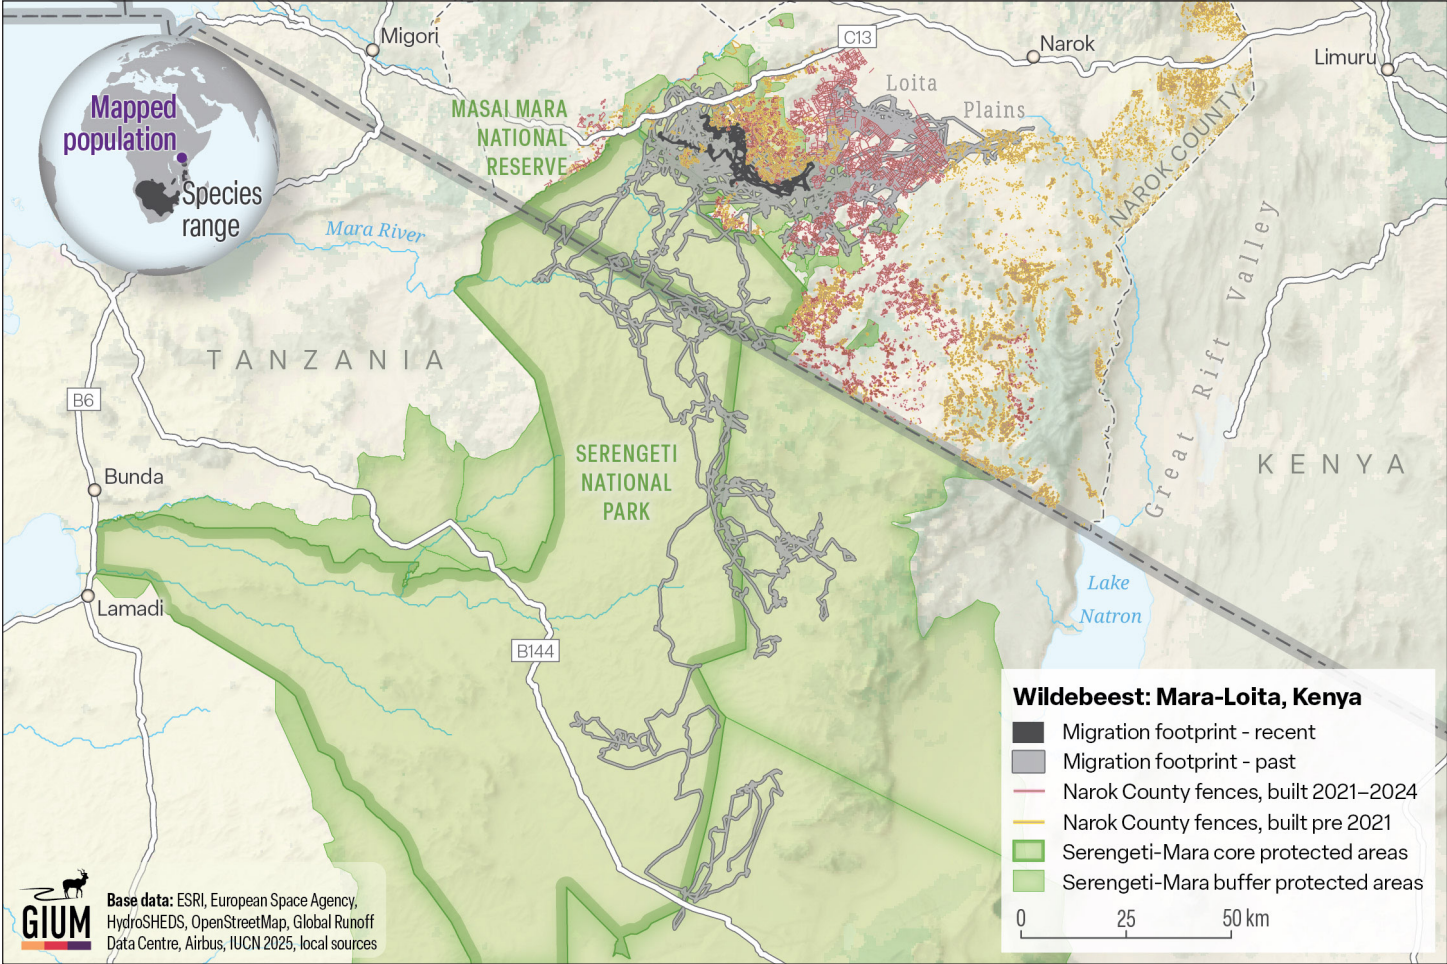 Migori
C13
Narok
Limuru
Loita
Plains
Mapped
population
Species
range
MASAI MARA
NATIONAL
RESERVE
NAROK COUNTY
Mara River
Great Rift Valley
TANZANIA
B6
SERENGETI
NATIONAL
PARK
KENYA
Bunda
Lamadi
Lake
Natron
B144
Wildebeest: Mara-Loita, Kenya
Migration footprint - recent
Migration footprint - past
Narok County fences, built 2021–2024
Narok County fences, built pre 2021
Serengeti-Mara core protected areas
Serengeti-Mara buffer protected areas
0 25 50 km
GIUM
Base data: ESRI, European Space Agency,
HydroSHEDS, OpenStreetMap, Global Runoff
Data Centre, Airbus, IUCN 2025, local sources